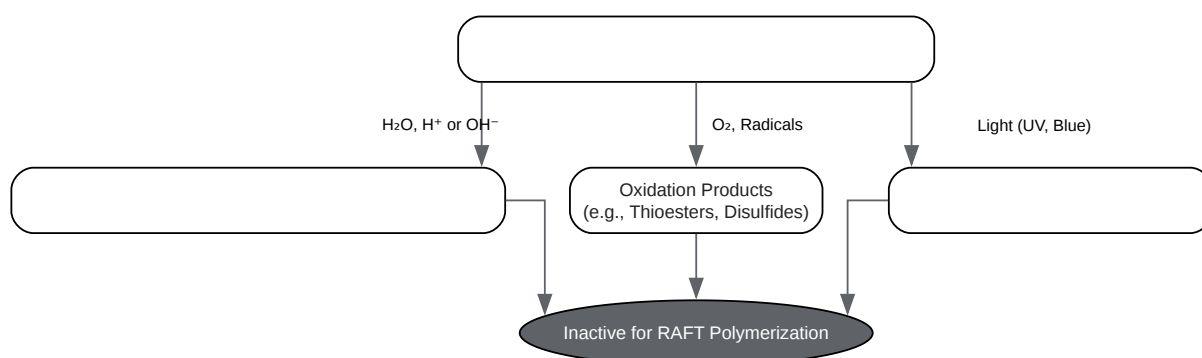 H₂O, H⁺ or OH⁻
O₂, Radicals
Light (UV, Blue)
Oxidation Products
(e.g., Thioesters, Disulfides)
Inactive for RAFT Polymerization